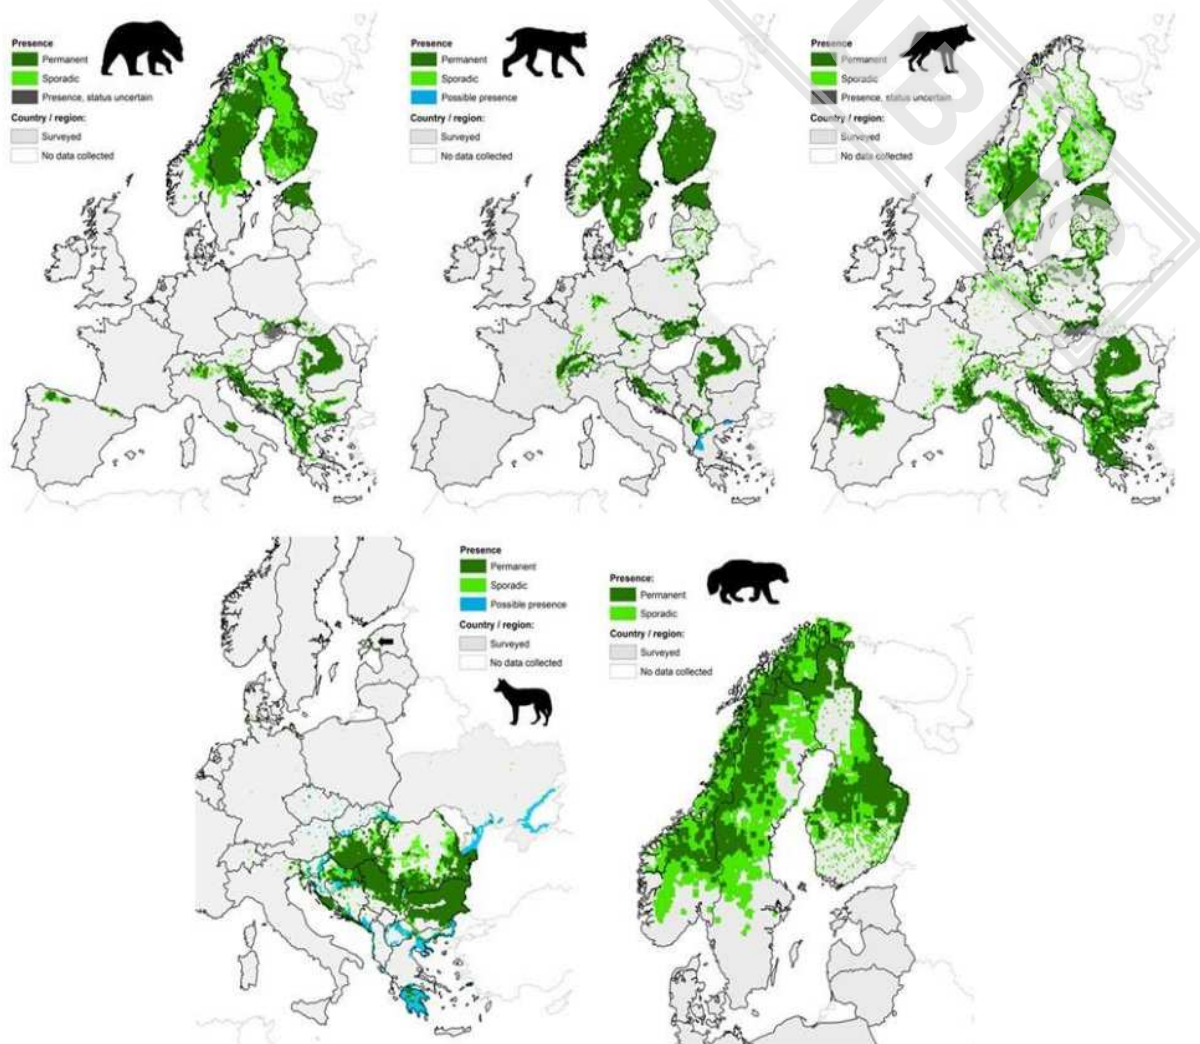 Presence
Permanent
Sporadic
Presence, status uncertain
Country / region:
Surveyed
No data collected
Presence
Permanent
Sporadic
Possible presence
Country / region:
Surveyed
No data collected
Presence
Permanent
Sporadic
Presence, status uncertain
Country / region:
Surveyed
No data collected
Presence
Permanent
Sporadic
Possible presence
Country / region:
Surveyed
No data collected
Presence:
Permanent
Sporadic
Country / region:
Surveyed
No data collected